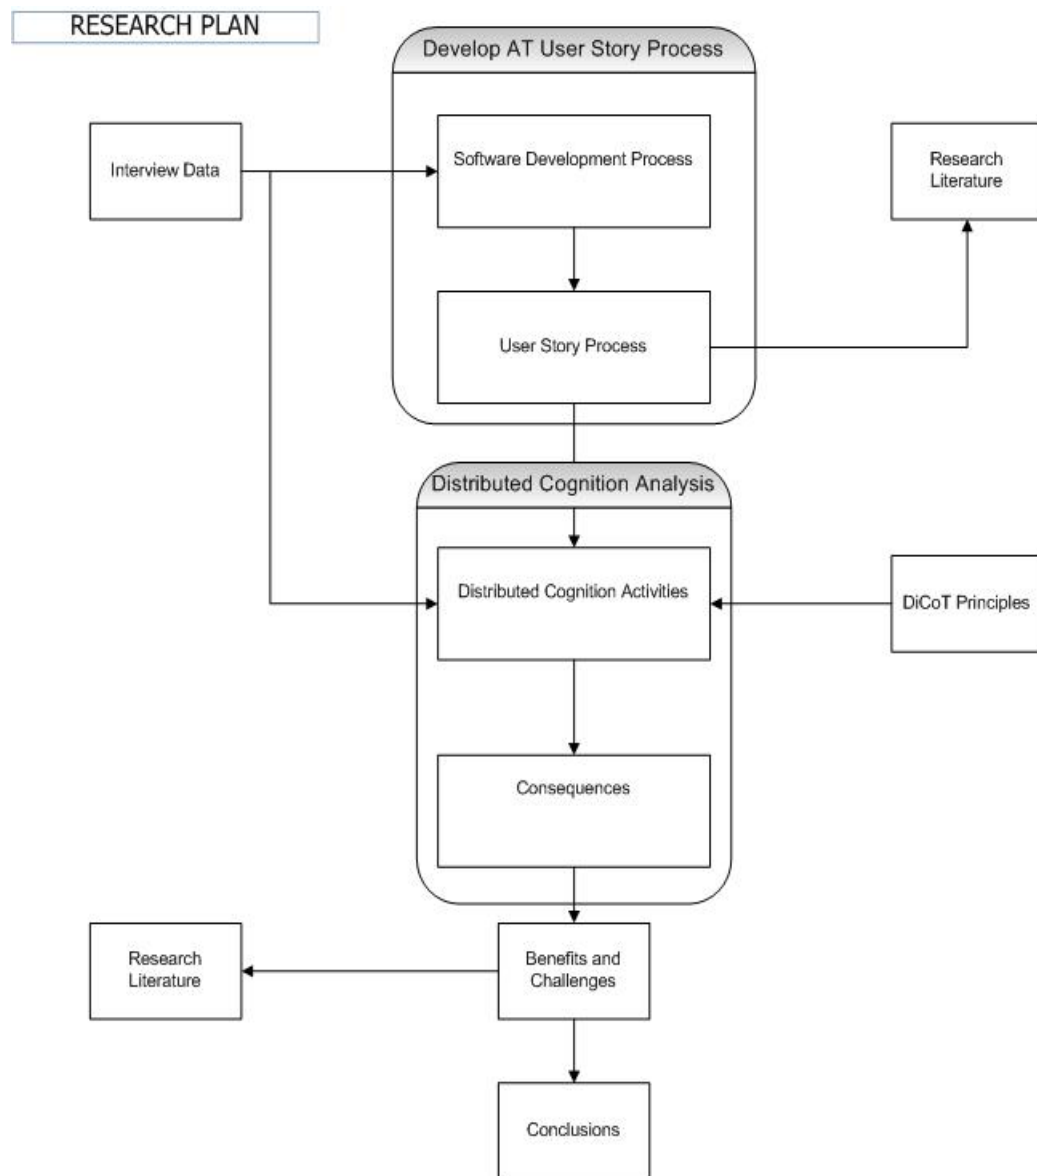 RESEARCH PLAN
Develop AT User Story Process
Interview Data
Software Development Process
Research
Literature
User Story Process
Distributed Cognition Analysis
Distributed Cognition Activities
DiCoT Principles
Consequences
Research
Literature
Benefits and
Challenges
Conclusions